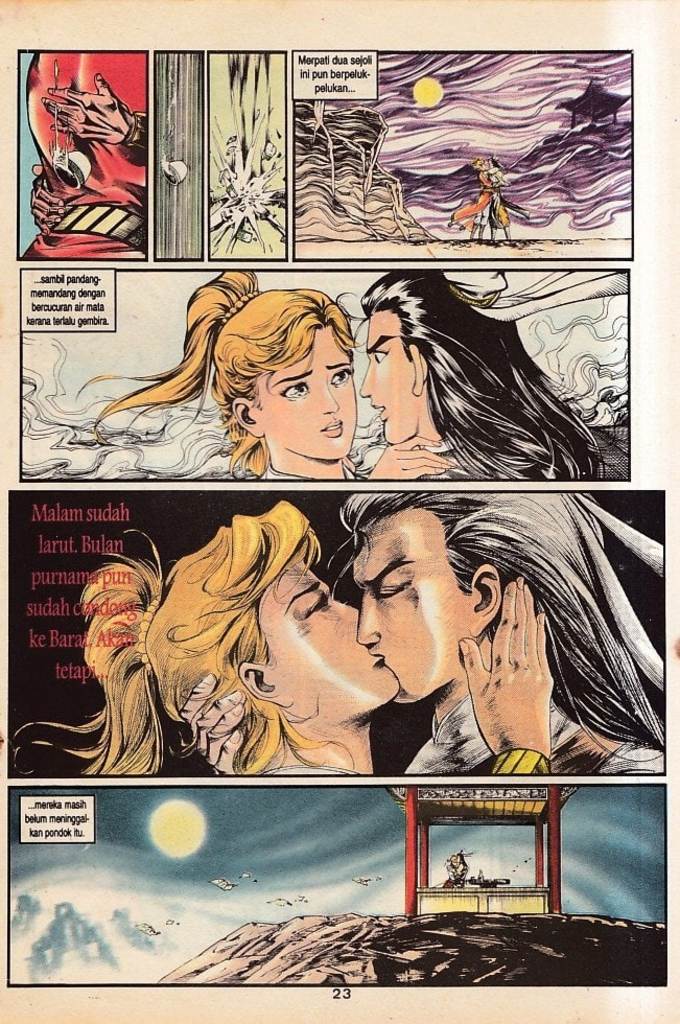 Merpati dua sejoli
ini pun berpeluk-
pelukan...
...sambil pandang-
memandang dengan
bercucuran air mata
kerana terlalu gembira.
Malam sudah
larut. Bulan
purnama pun
sudah condong
ke Barat. Akan
tetapi...
...mereka masih
belum meninggal-
kan pondok itu.
23